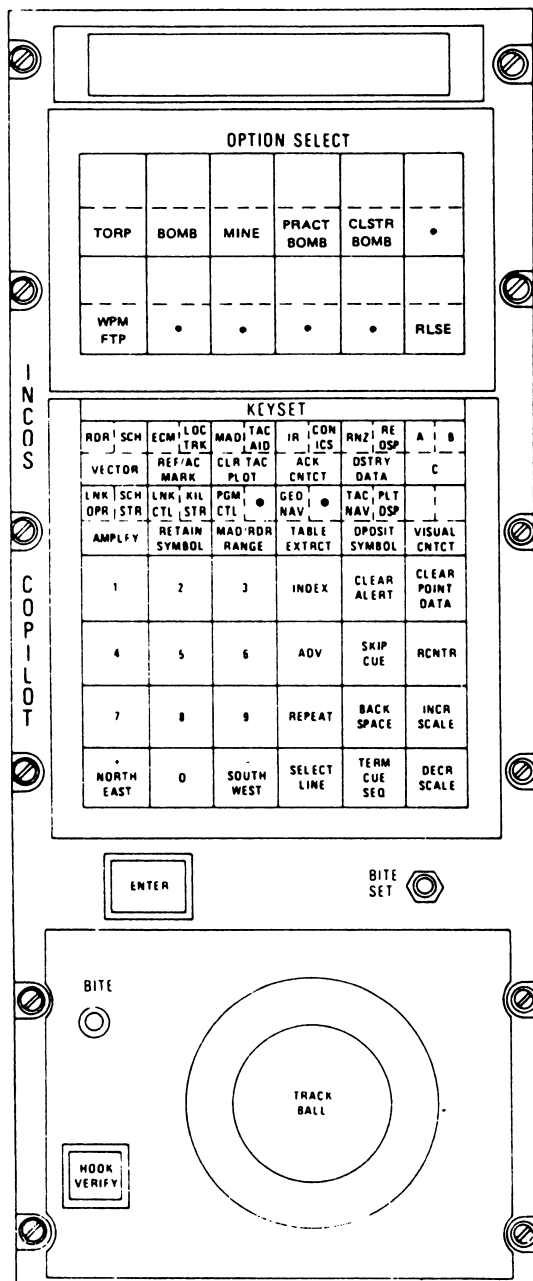 OPTION SELECT
TORP BOMB MINE PRACT BOMB CLSTR BOMB •
WPM FTP • • • • RLSE
INCOS COPILOT
KEYSET
RDR SCH ECM LOC TRK MAD TAC AID IR CON ICS RNZ RE DSP A B
VECTOR REF/AC MARK CLR TAC PLOT ACK CNTCT DSTRY DATA C
LNK OPR SCH STR LNK CTL KIL STR PGM CTL • GEO NAV • TAC NAV PLT DSP
AMPLFY RETAIN SYMBOL MAD/RDR RANGE TABLE EXTRCT OPOSIT SYMBOL VISUAL CNTCT
1 2 3 INDEX CLEAR ALERT CLEAR POINT DATA
4 5 6 ADV SKIP CUE RCNTR
7 8 9 REPEAT BACK SPACE INCR SCALE
NORTH EAST 0 SOUTH WEST SELECT LINE TERM CUE SEQ DECR SCALE
ENTER
BITE SET
BITE
TRACK BALL
HOOK VERIFY